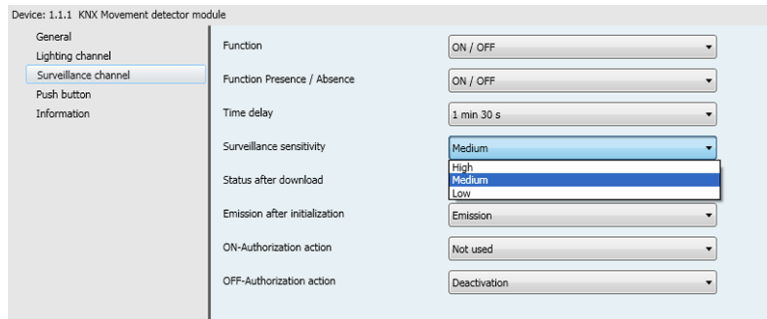 Device: 1.1.1 KNX Movement detector module
General
Lighting channel
Surveillance channel
Push button
Information
Function
ON / OFF
Function Presence / Absence
ON / OFF
Time delay
1 min 30 s
Surveillance sensitivity
Medium
High
Medium
Low
Status after download
Emission after initialization
Emission
ON-Authorization action
Not used
OFF-Authorization action
Deactivation